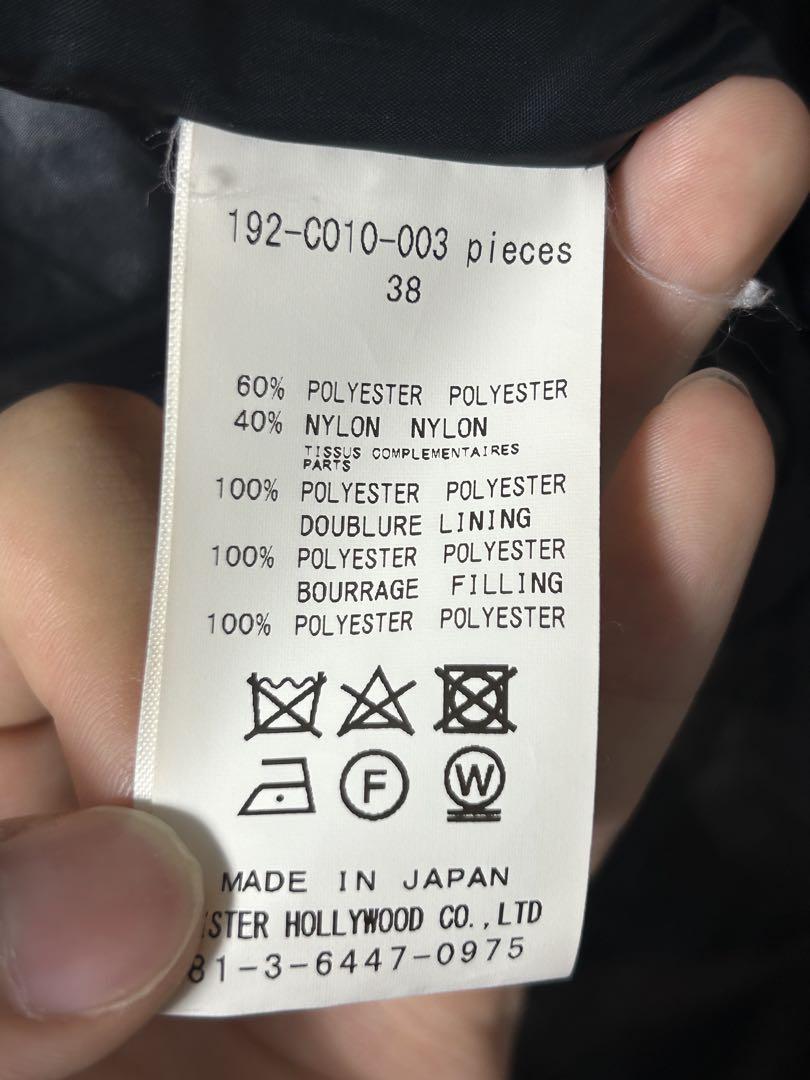 192-C010-003 pieces
38
60% POLYESTER POLYESTER
40% NYLON NYLON
TISSUS COMPLEMENTAIRES
PARTS
100% POLYESTER POLYESTER
DOUBLURE LINING
100% POLYESTER POLYESTER
BOURRAGE FILLING
100% POLYESTER POLYESTER
F W
MADE IN JAPAN
STER HOLLYWOOD CO.,LTD
81-3-6447-0975